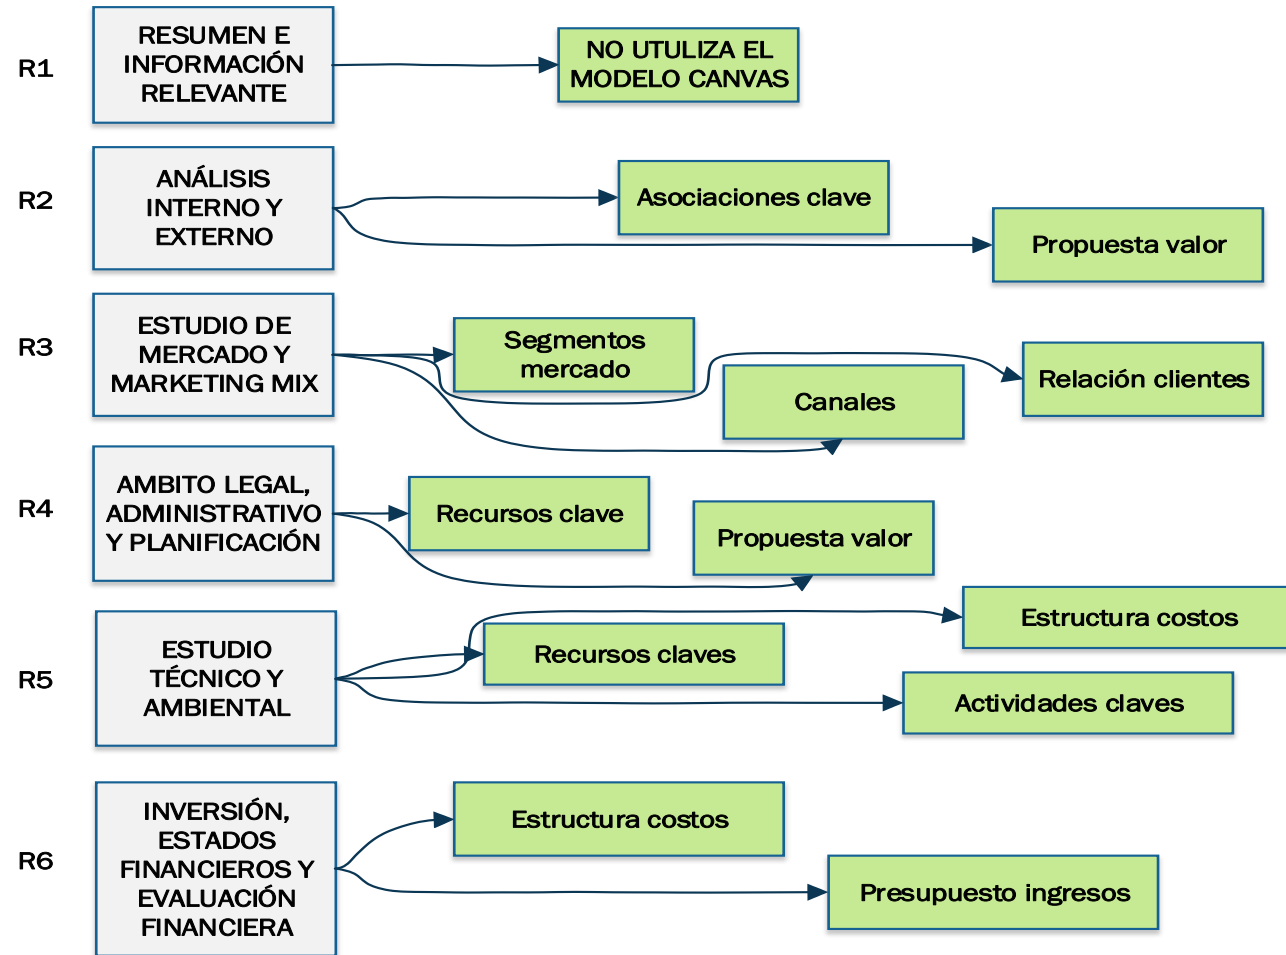 R1
RESUMEN E
INFORMACIÓN
RELEVANTE
NO UTULIZA EL
MODELO CANVAS
R2
ANÁLISIS
INTERNO Y
EXTERNO
Asociaciones clave
Propuesta valor
R3
ESTUDIO DE
MERCADO Y
MARKETING MIX
Segmentos
mercado
Canales
Relación clientes
R4
AMBITO LEGAL,
ADMINISTRATIVO
Y PLANIFICACIÓN
Recursos clave
Propuesta valor
R5
ESTUDIO
TÉCNICO Y
AMBIENTAL
Recursos claves
Estructura costos
Actividades claves
R6
INVERSIÓN,
ESTADOS
FINANCIEROS Y
EVALUACIÓN
FINANCIERA
Estructura costos
Presupuesto ingresos